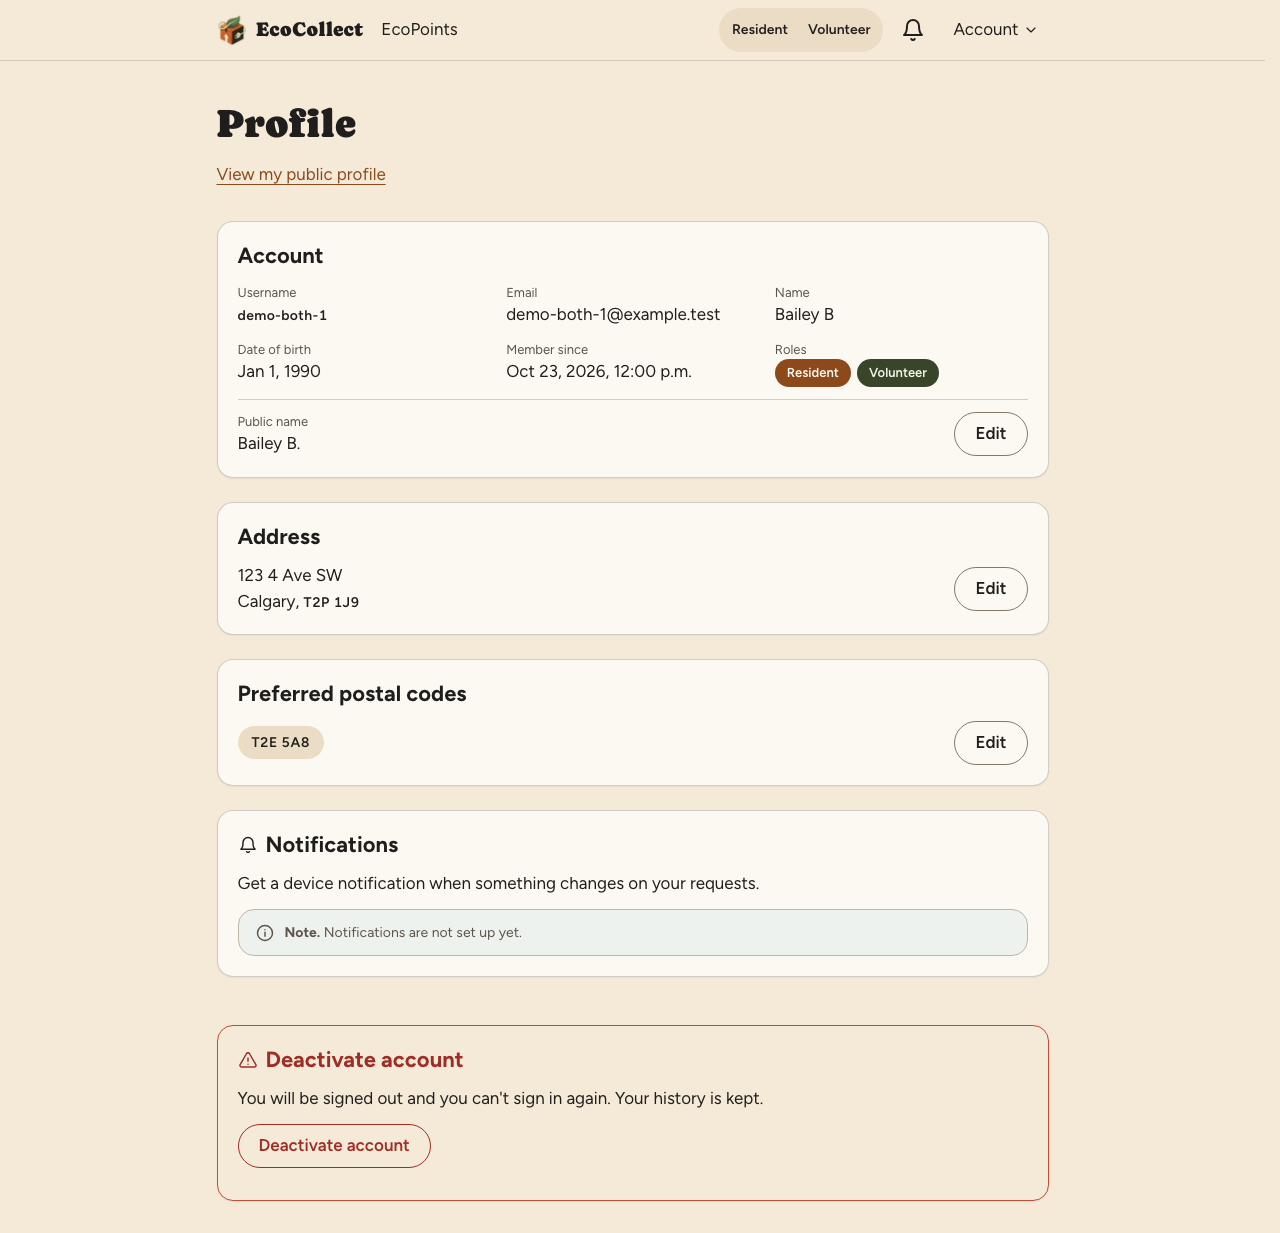 EcoCollect EcoPoints Resident Volunteer Account
Profile
View my public profile
Account
Username Email Name
demo-both-1 demo-both-1@example.test Bailey B
Date of birth Member since Roles
Jan 1, 1990 Oct 23, 2026, 12:00 p.m. Resident Volunteer
Public name
Bailey B.
Edit
Address
123 4 Ave SW
Calgary, T2P 1J9
Edit
Preferred postal codes
T2E 5A8
Edit
Notifications
Get a device notification when something changes on your requests.
Note. Notifications are not set up yet.
Deactivate account
You will be signed out and you can't sign in again. Your history is kept.
Deactivate account